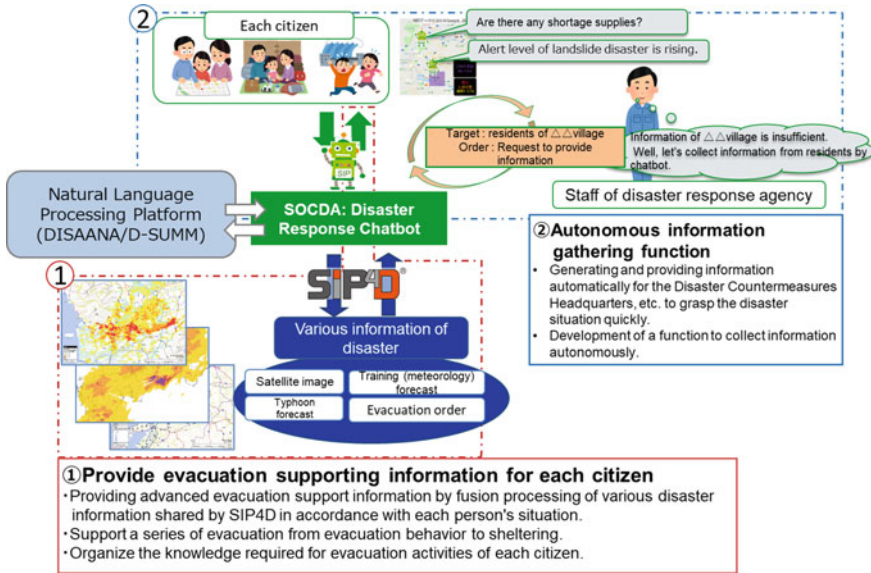 ②
Each citizen
Are there any shortage supplies?
Alert level of landslide disaster is rising.
Target : residents of △△village
Order : Request to provide
information
Information of △△village is insufficient.
Well, let's collect information from residents by
chatbot.
Staff of disaster response agency
SIP
Natural Language
Processing Platform
(DISAANA/D-SUMM)
SOCDA: Disaster
Response Chatbot
②Autonomous information
gathering function
• Generating and providing information
automatically for the Disaster Countermeasures
Headquarters, etc. to grasp the disaster
situation quickly.
• Development of a function to collect information
autonomously.
①
SIP4D®
Various information of
disaster
Satellite image
Training (meteorology)
forecast
Typhoon
forecast
Evacuation order
①Provide evacuation supporting information for each citizen
・Providing advanced evacuation support information by fusion processing of various disaster
information shared by SIP4D in accordance with each person's situation.
・Support a series of evacuation from evacuation behavior to sheltering.
・Organize the knowledge required for evacuation activities of each citizen.